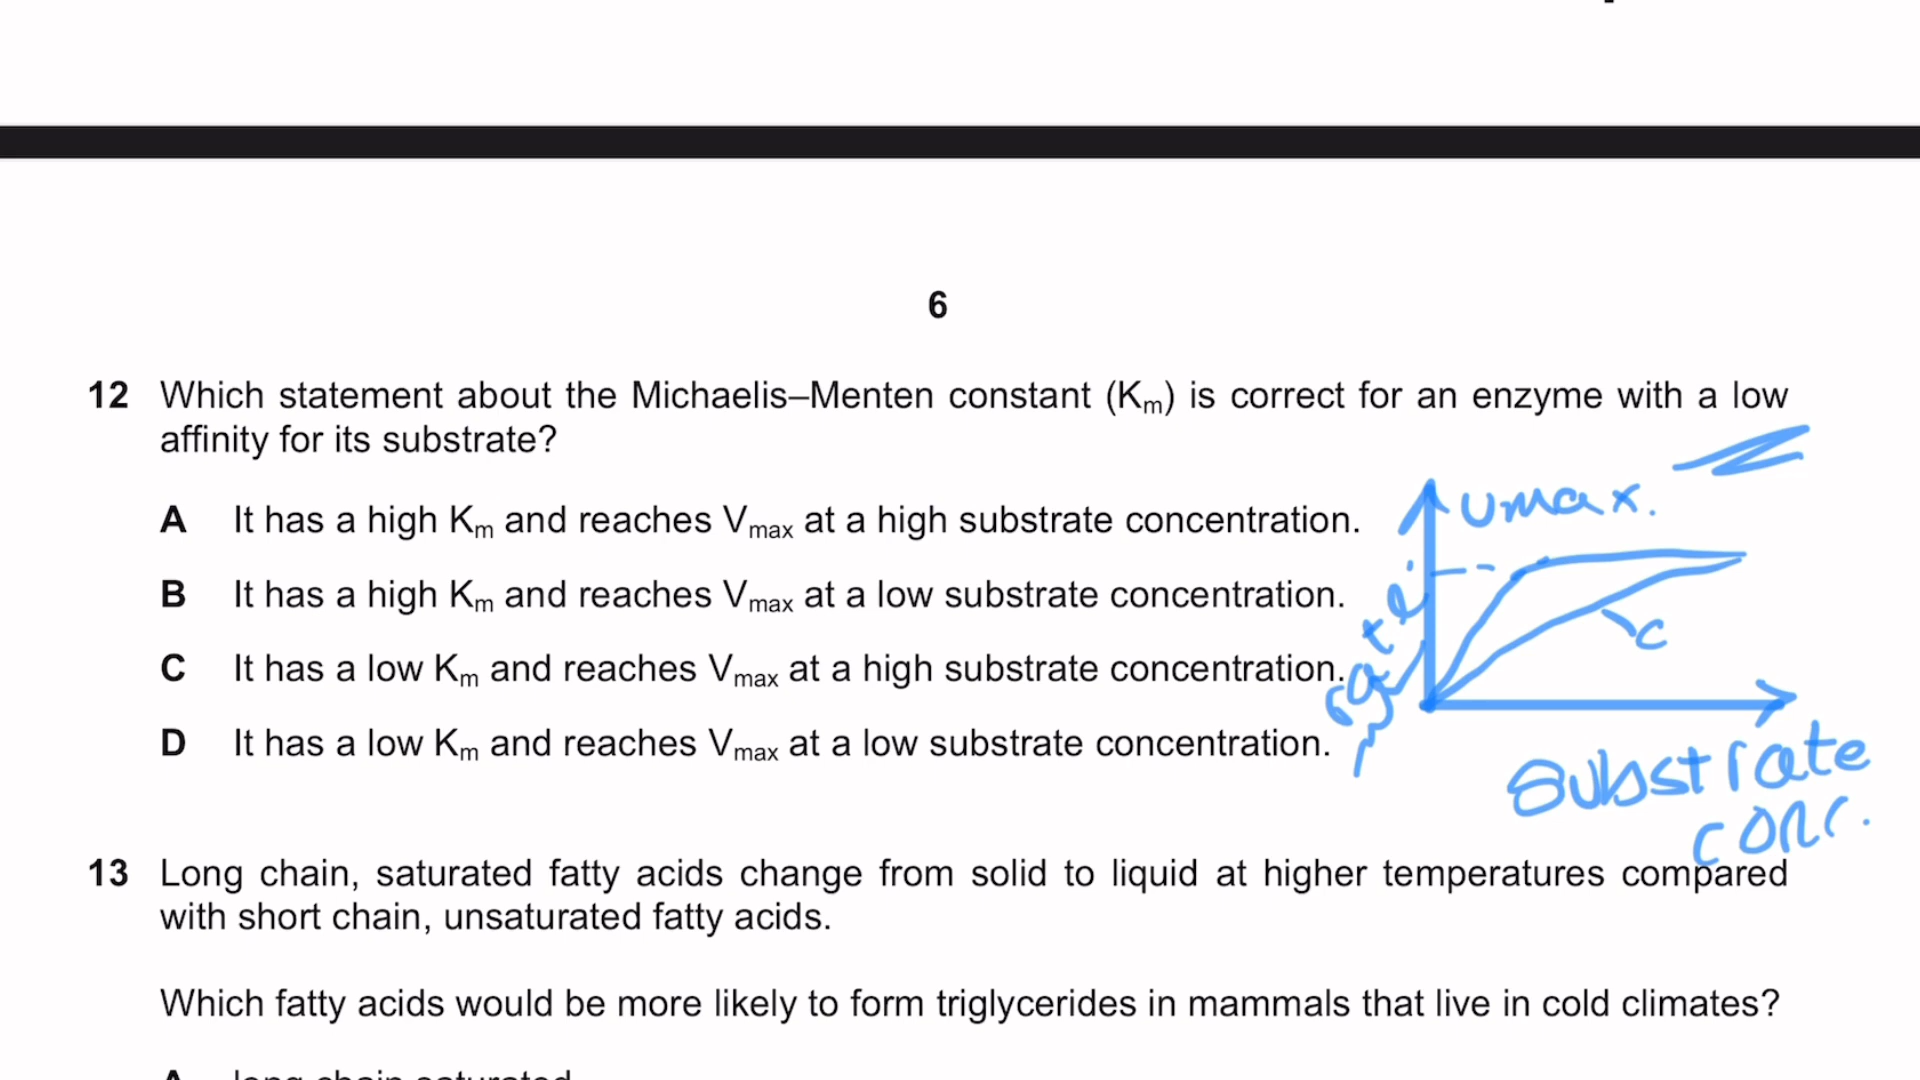 6
12 Which statement about the Michaelis–Menten constant (Km) is correct for an enzyme with a low
affinity for its substrate?
A It has a high Km and reaches Vmax at a high substrate concentration.
B It has a high Km and reaches Vmax at a low substrate concentration.
C It has a low Km and reaches Vmax at a high substrate concentration.
D It has a low Km and reaches Vmax at a low substrate concentration.
Vmax.
C
substrate
conc.
13 Long chain, saturated fatty acids change from solid to liquid at higher temperatures compared
with short chain, unsaturated fatty acids.
Which fatty acids would be more likely to form triglycerides in mammals that live in cold climates?
A long chain saturated